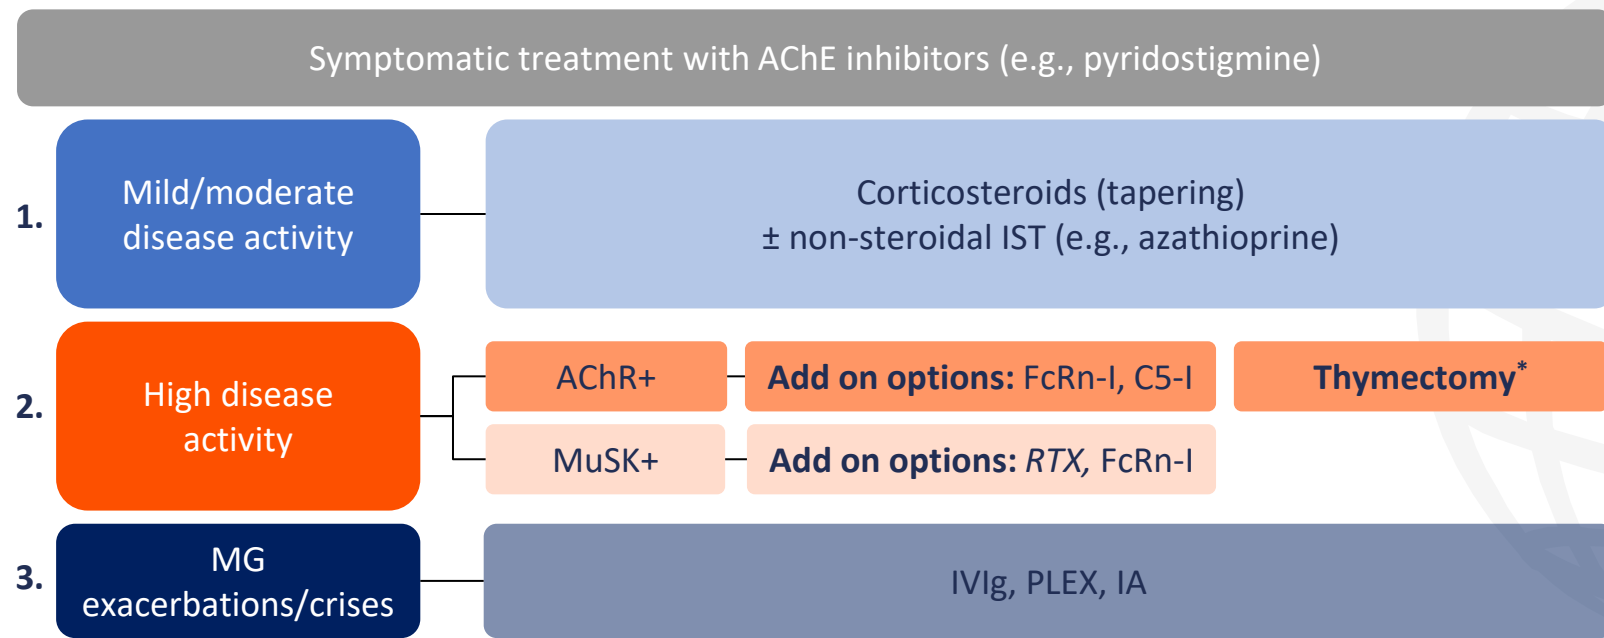 Symptomatic treatment with AChE inhibitors (e.g., pyridostigmine)
1.
Mild/moderate
disease activity
Corticosteroids (tapering)
± non-steroidal IST (e.g., azathioprine)
2.
High disease
activity
AChR+
Add on options: FcRn-I, C5-I
Thymectomy*
MuSK+
Add on options: RTX, FcRn-I
3.
MG
exacerbations/crises
IVIg, PLEX, IA